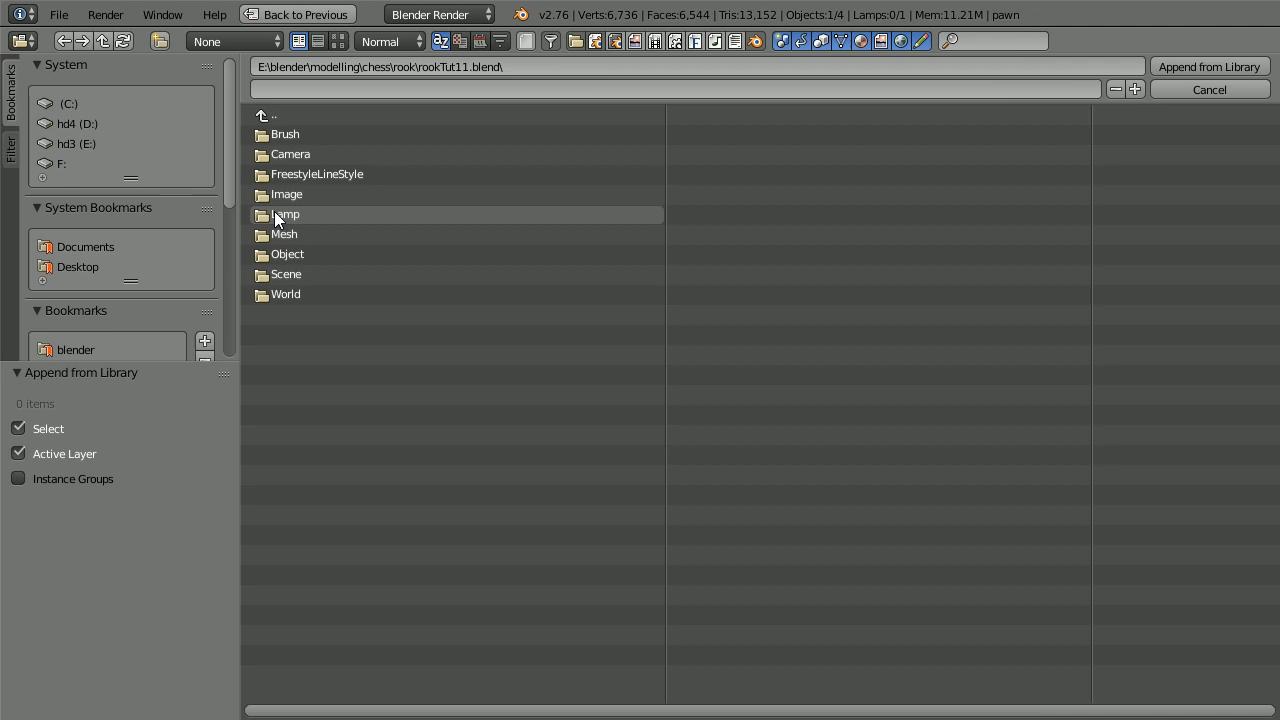 File Render Window Help Back to Previous Blender Render v2.76 | Verts:6,736 | Faces:6,544 | Tris:13,152 | Objects:1/4 | Lamps:0/1 | Mem:11.21M | pawn
None Normal
Bookmarks
Filter
System
(C:)
hd4 (D:)
hd3 (E:)
F:
System Bookmarks
Documents
Desktop
Bookmarks
blender
Append from Library
0 items
Select
Active Layer
Instance Groups
E:\blender\modelling\chess\rook\rookTut11.blend\
Append from Library
Cancel
..
Brush
Camera
FreestyleLineStyle
Image
Lamp
Mesh
Object
Scene
World